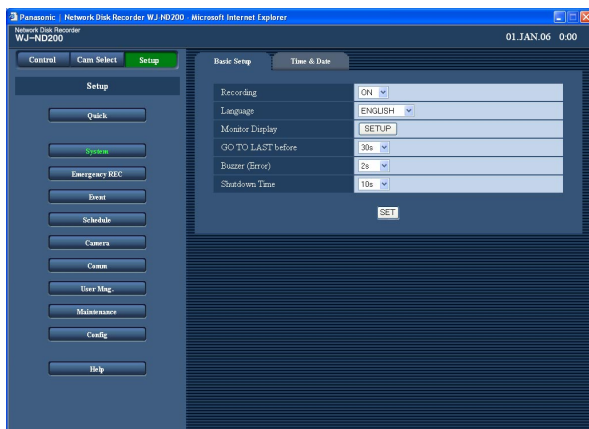 Panasonic | Network Disk Recorder WJ-ND200 - Microsoft Internet Explorer
Network Disk Recorder
WJ-ND200
01.JAN.06 0:00
Control Cam Select Setup
Basic Setup Time & Date
Setup
Quick
System
Emergency REC
Event
Schedule
Camera
Comm
User Mng.
Maintenance
Config
Help
Recording ON
Language ENGLISH
Monitor Display SETUP
GO TO LAST before 30s
Buzzer (Error) 2s
Shutdown Time 10s
SET